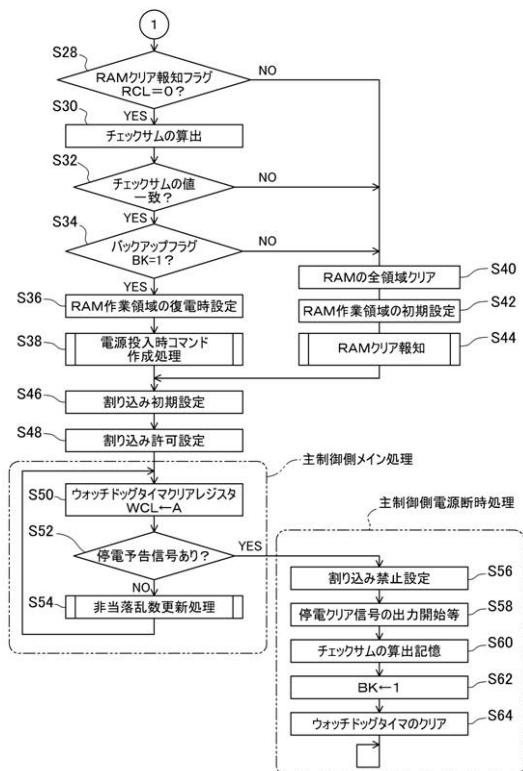 1
S28
RAMクリア報知フラグ
RCL=0?
NO
YES
S30
チェックサムの算出
S32
チェックサムの値
一致?
NO
YES
S34
バックアップフラグ
BK=1?
NO
YES
S36
RAM作業領域の復電時設定
S38
電源投入時コマンド
作成処理
RAMの全領域クリア
S40
RAM作業領域の初期設定
S42
RAMクリア報知
S44
S46
割り込み初期設定
S48
割り込み許可設定
主制御側メイン処理
S50
ウォッチドッグタイマクリアレジスタ
WCL←A
S52
停電予告信号あり?
YES
NO
S54
非当落乱数更新処理
主制御側電源断時処理
割り込み禁止設定
S56
停電クリア信号の出力開始等
S58
チェックサムの算出記憶
S60
BK←1
S62
ウォッチドッグタイマのクリア
S64